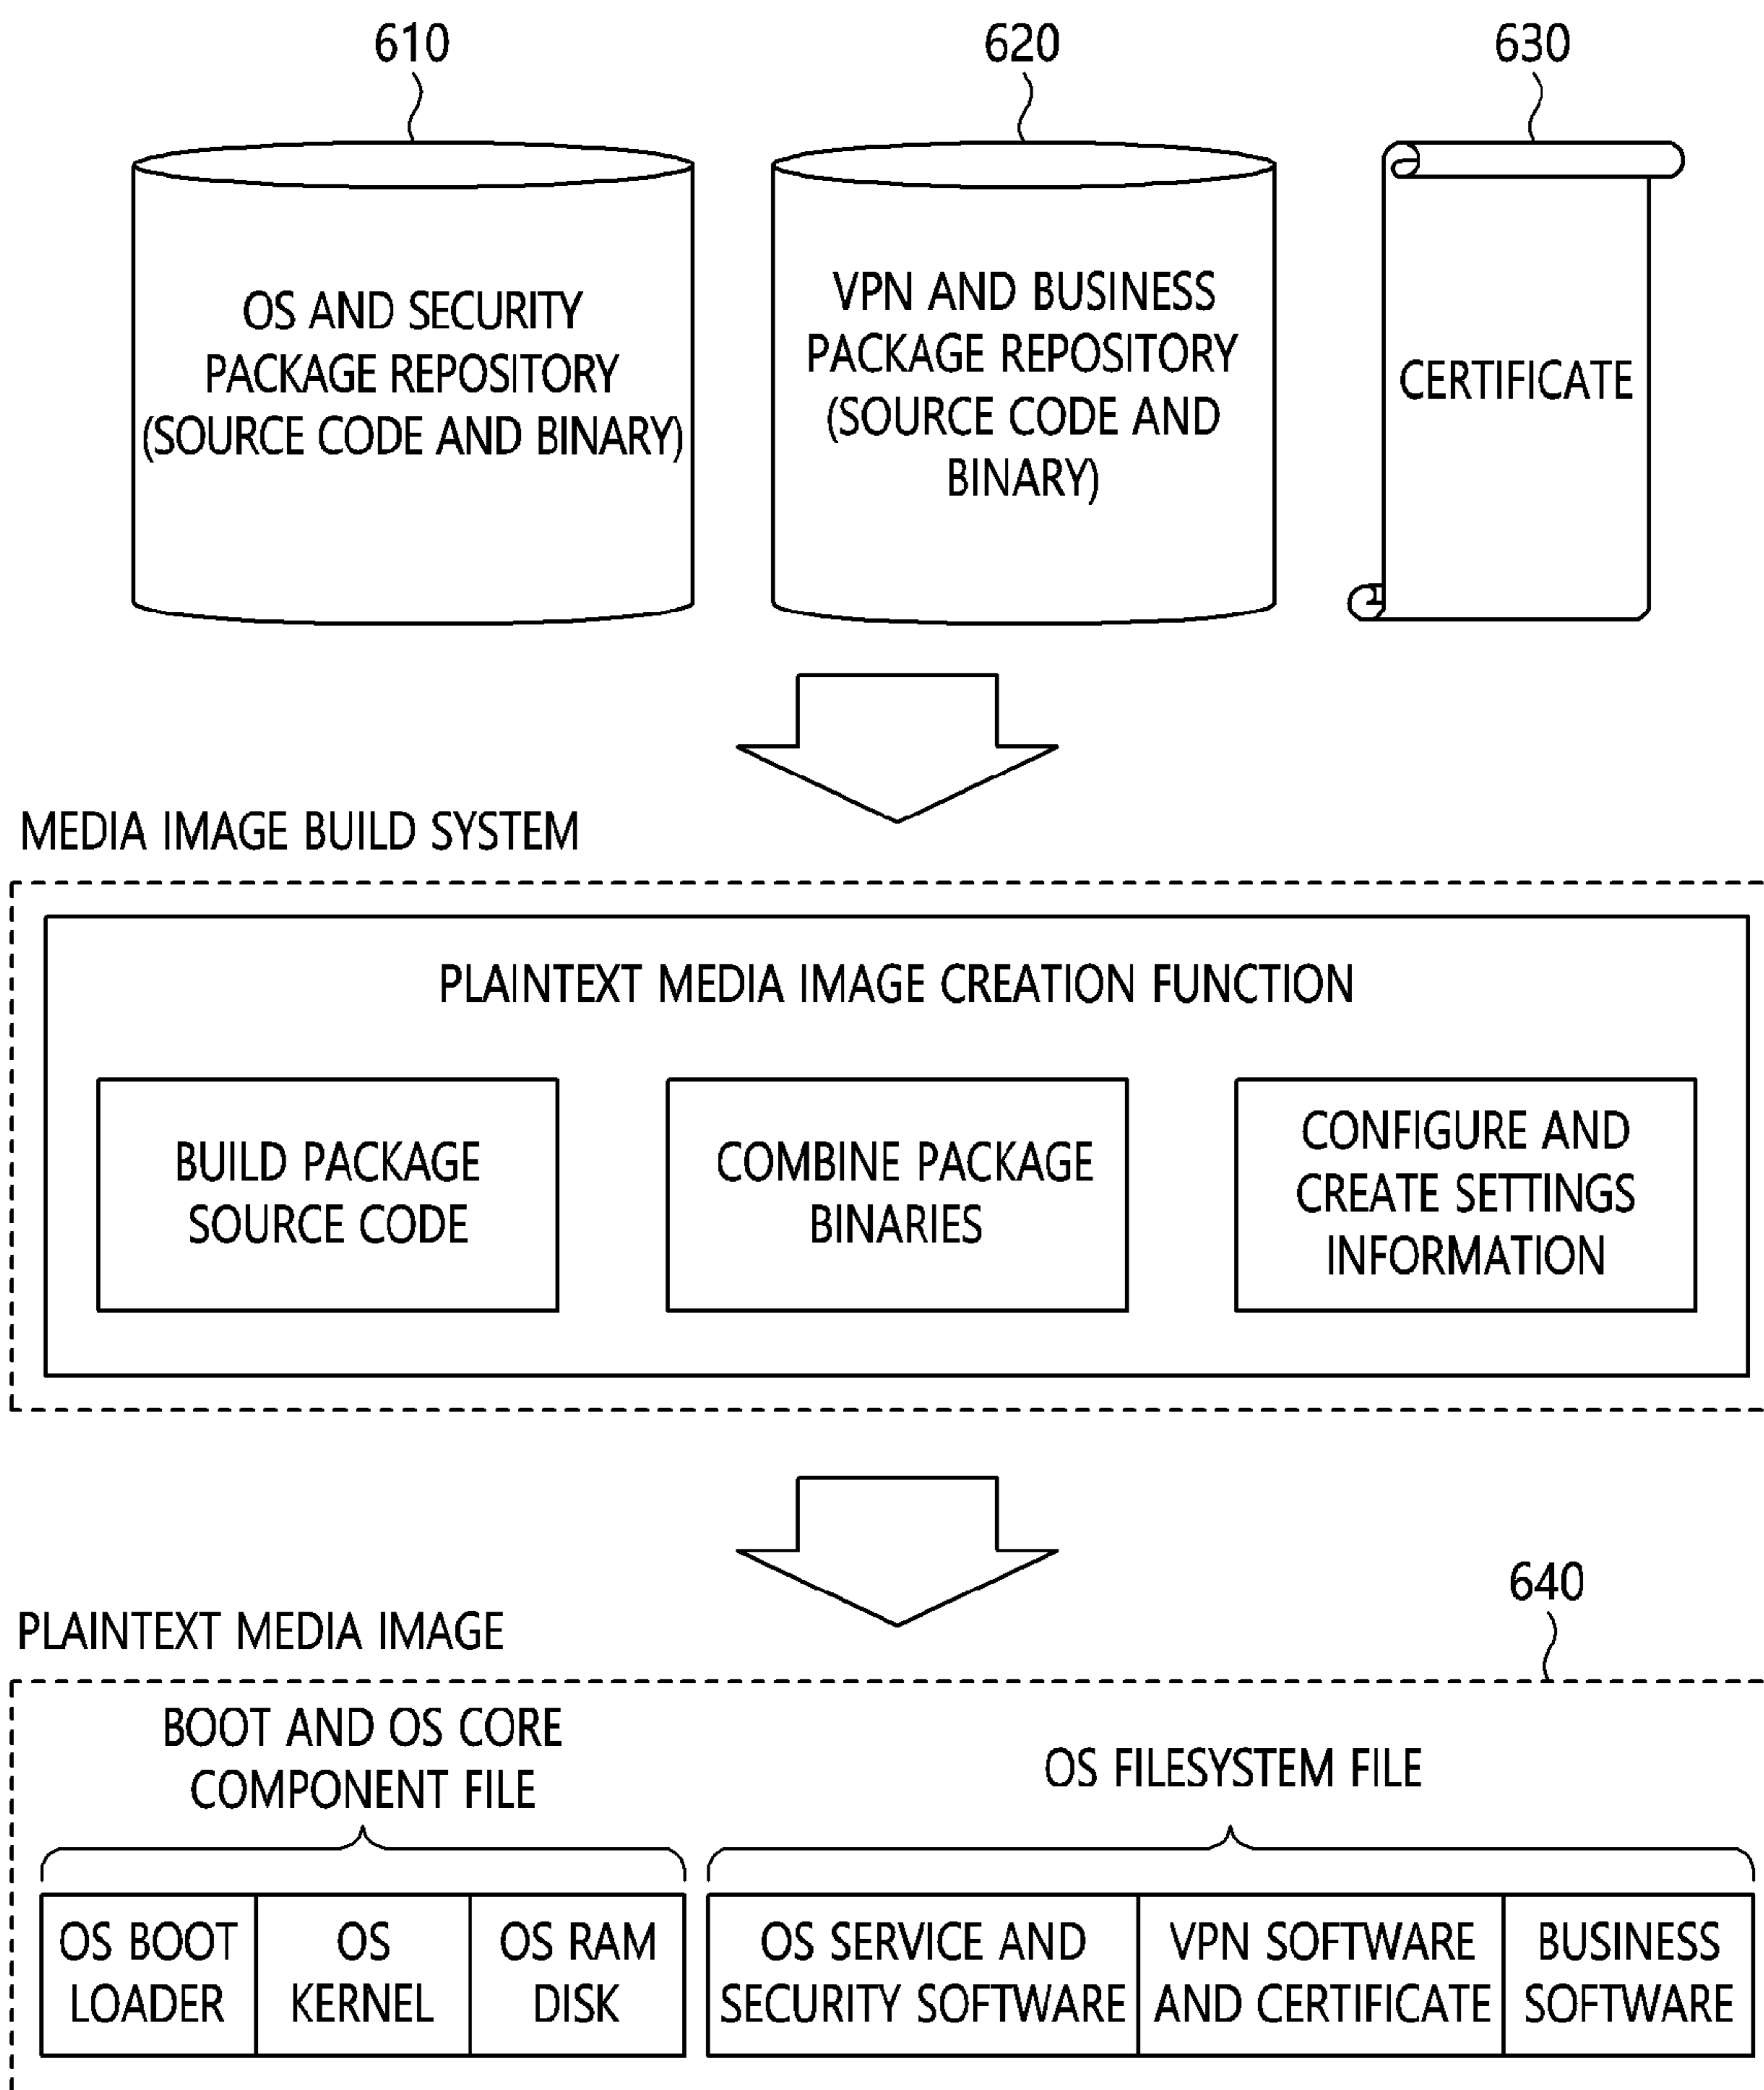 610
620
630
OS AND SECURITY
PACKAGE REPOSITORY
(SOURCE CODE AND BINARY)
VPN AND BUSINESS
PACKAGE REPOSITORY
(SOURCE CODE AND
BINARY)
CERTIFICATE
MEDIA IMAGE BUILD SYSTEM
PLAINTEXT MEDIA IMAGE CREATION FUNCTION
BUILD PACKAGE
SOURCE CODE
COMBINE PACKAGE
BINARIES
CONFIGURE AND
CREATE SETTINGS
INFORMATION
640
PLAINTEXT MEDIA IMAGE
BOOT AND OS CORE
COMPONENT FILE
OS FILESYSTEM FILE
OS BOOT
LOADER
OS
KERNEL
OS RAM
DISK
OS SERVICE AND
SECURITY SOFTWARE
VPN SOFTWARE
AND CERTIFICATE
BUSINESS
SOFTWARE